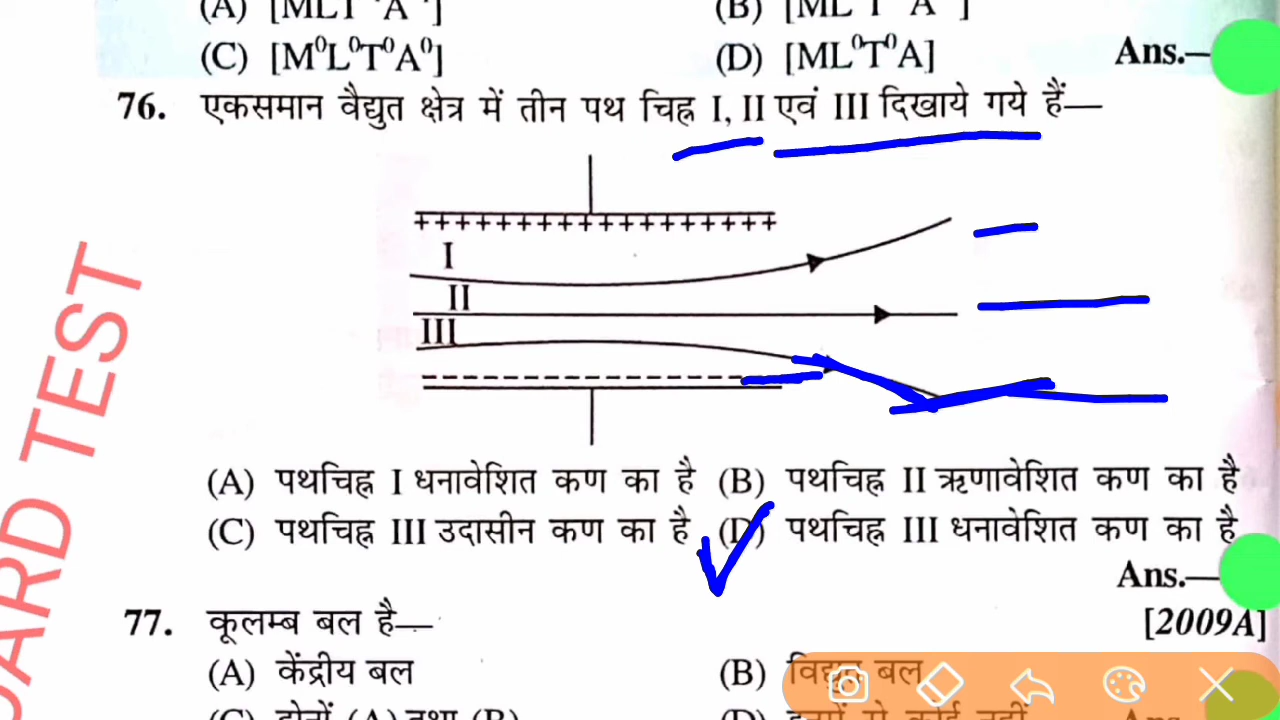 (C) [M⁰L⁰T⁰A⁰]
(D) [ML⁰T⁰A]
Ans.—
76. एकसमान वैद्युत क्षेत्र में तीन पथ चिह्न I, II एवं III दिखाये गये हैं—
+ + + + + + + + + + + + + + + + + +
I
II
III
(A) पथचिह्न I धनावेशित कण का है (B) पथचिह्न II ऋणावेशित कण का है
(C) पथचिह्न III उदासीन कण का है (D) पथचिह्न III धनावेशित कण का है
Ans.—
77. कूलम्ब बल है—
[2009A]
(A) केंद्रीय बल
(B) विद्युत बल
BOARD TEST